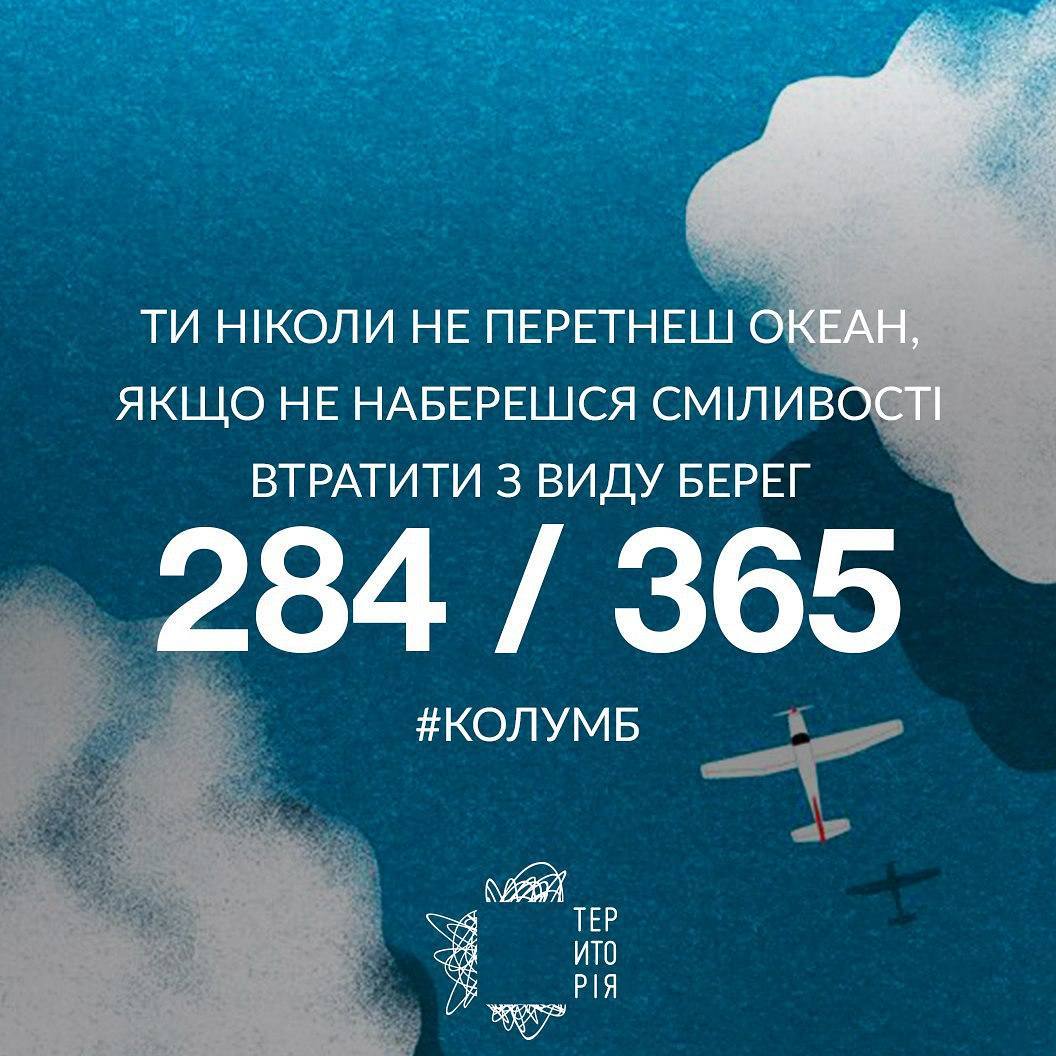 ТИ НІКОЛИ НЕ ПЕРЕТНЕШ ОКЕАН,
ЯКЩО НЕ НАБЕРЕШСЯ СМІЛИВОСТІ
ВТРАТИТИ З ВИДУ БЕРЕГ
284 / 365
#КОЛУМБ
ТЕР
ИТО
РІЯ